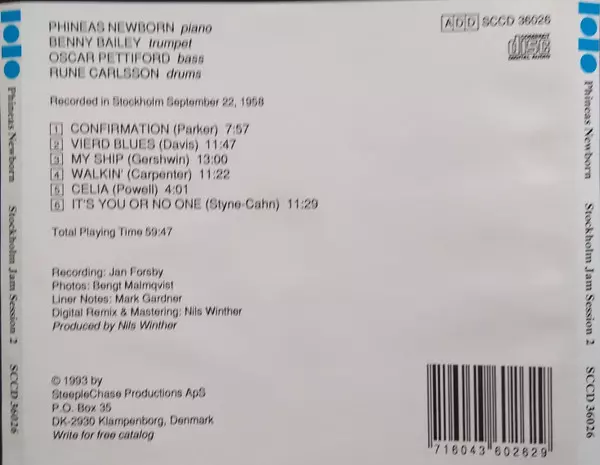 PHINEAS NEWBORN piano
BENNY BAILEY trumpet
OSCAR PETTIFORD bass
RUNE CARLSSON drums
Recorded in Stockholm September 22, 1958
1 CONFIRMATION (Parker) 7:57
2 VIERD BLUES (Davis) 11:47
3 MY SHIP (Gershwin) 13:00
4 WALKIN' (Carpenter) 11:22
5 CELIA (Powell) 4:01
6 IT'S YOU OR NO ONE (Styne-Cahn) 11:29
Total Playing Time 59:47
Recording: Jan Forsby
Photos: Bengt Malmqvist
Liner Notes: Mark Gardner
Digital Remix & Mastering: Nils Winther
Produced by Nils Winther
© 1993 by
SteepleChase Productions ApS
P.O. Box 35
DK-2930 Klampenborg, Denmark
Write for free catalog
ADD SCCD 36026
COMPACT
disc
DIGITAL AUDIO
716043 602629
Phineas Newborn Stockholm Jam Session 2 SCCD 36026
Phineas Newborn Stockholm Jam Session 2 SCCD 36026